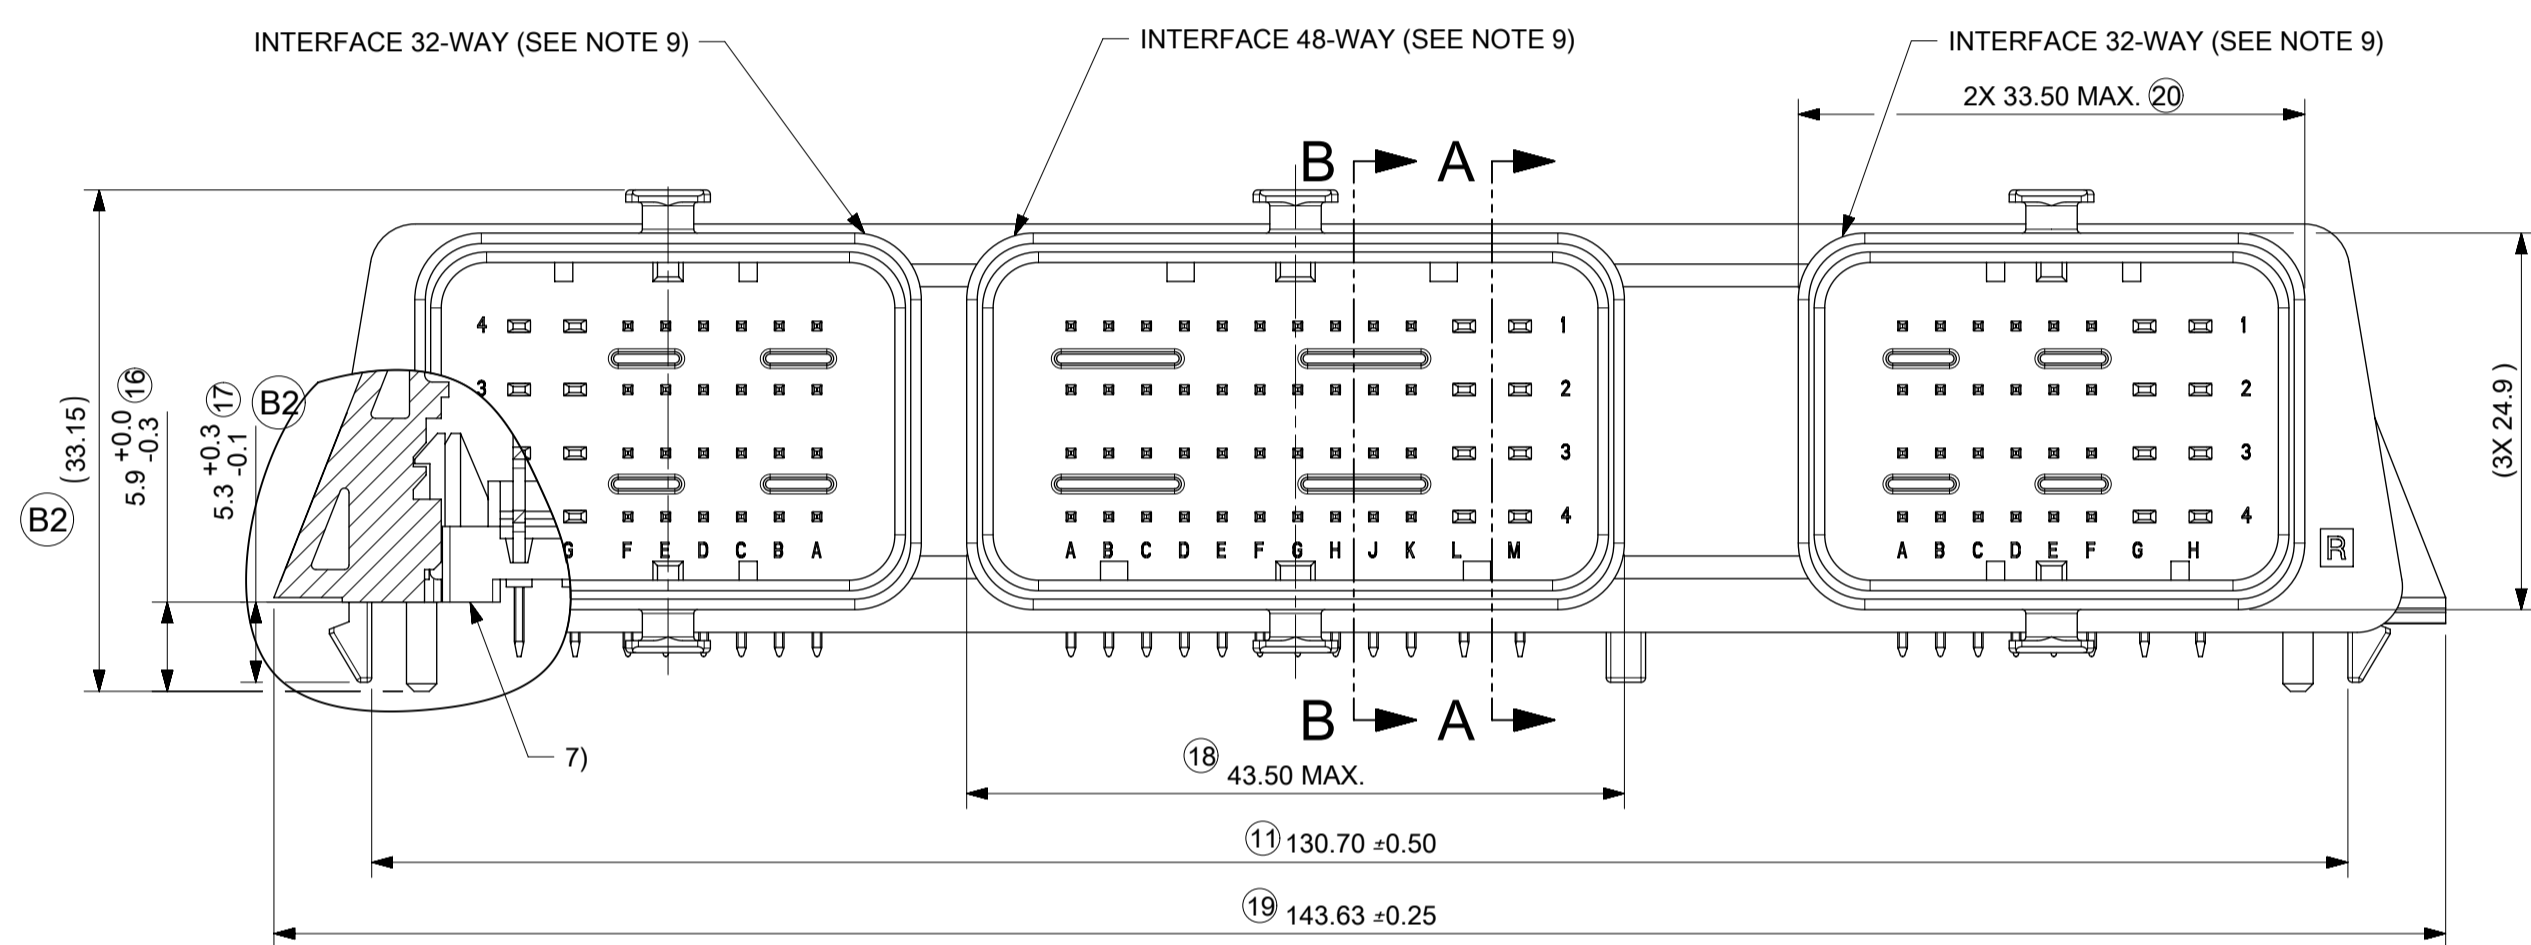 INTERFACE 32-WAY (SEE NOTE 9)
INTERFACE 48-WAY (SEE NOTE 9)
INTERFACE 32-WAY (SEE NOTE 9)
2X 33.50 MAX. 20
B A
4 1 1
3 2 2
3 3
4 4
G F E D C B A
A B C D E F G H J K L M
A B C D E F G H
R
(33.15)
B2
5.9 +0.0 -0.3 16
5.3 +0.3 -0.1 17
B2
(3X 24.9 )
B A
7)
18
43.50 MAX.
11 130.70 ±0.50
19 143.63 ±0.25